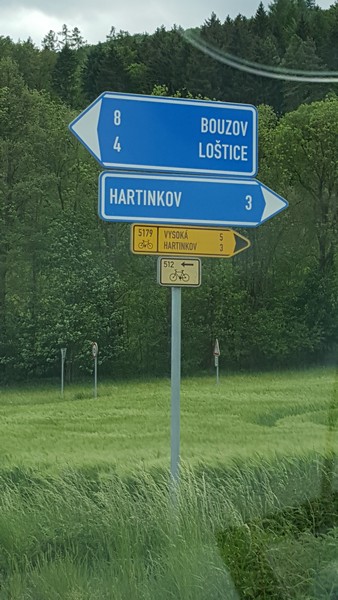 8 BOUZOV
4 LOŠTICE
HARTINKOV 3
5179 VYSOKÁ 5
HARTINKOV 3
512